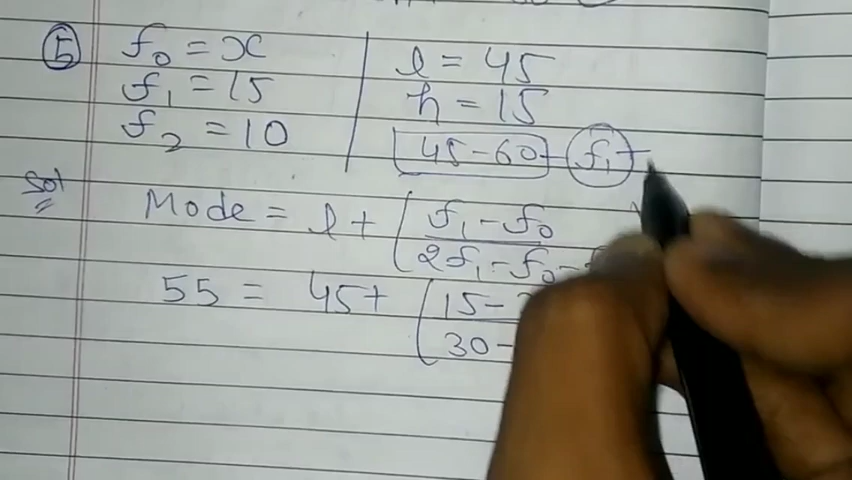 5 f₀ = x
f₁ = 15
f₂ = 10
l = 45
h = 15
45-60 f₁
Sol
Mode = l + ( f₁ - f₀
2f₁ - f₀ -
55 = 45 + ( 15 -
30 -